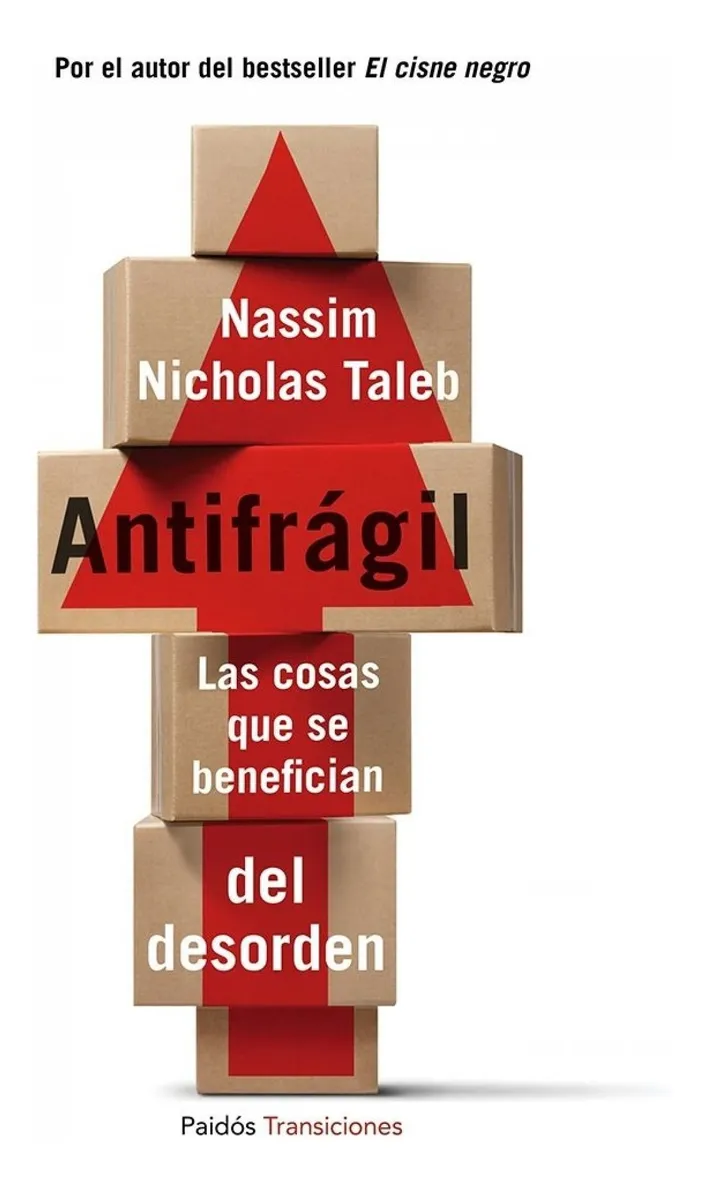 Por el autor del bestseller El cisne negro
Nassim
Nicholas Taleb
Antifrágil
Las cosas
que se
benefician
del
desorden
Paidós Transiciones